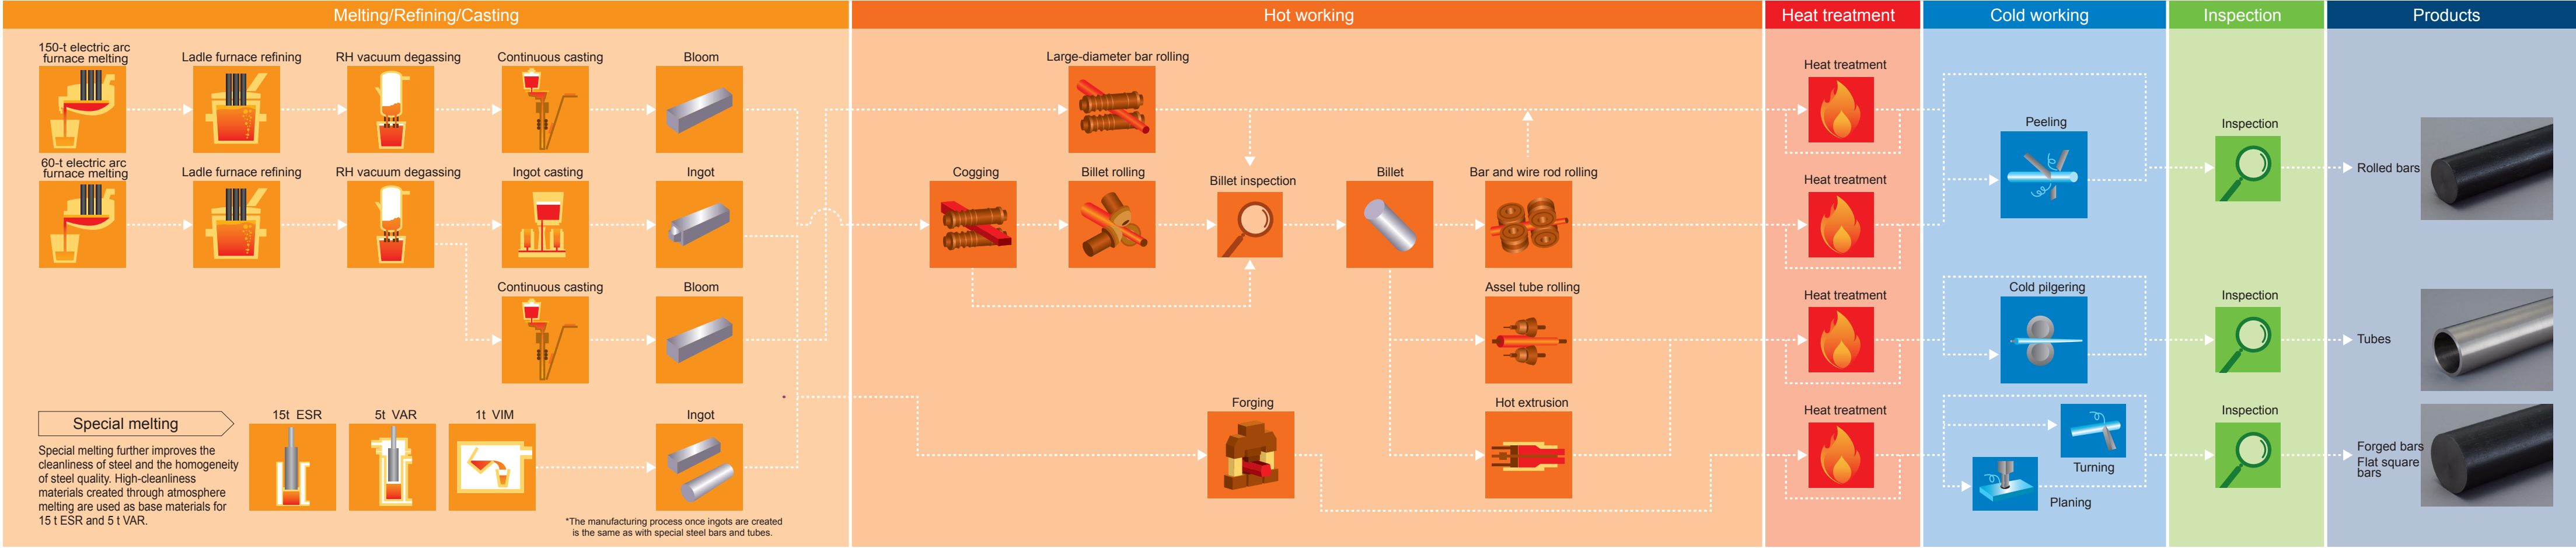 Melting/Refining/Casting
Hot working
Heat treatment
Cold working
Inspection
Products
150-t electric arc
furnace melting
Ladle furnace refining
RH vacuum degassing
Continuous casting
Bloom
60-t electric arc
furnace melting
Ladle furnace refining
RH vacuum degassing
Ingot casting
Ingot
Continuous casting
Bloom
Special melting
Special melting further improves the
cleanliness of steel and the homogeneity
of steel quality. High-cleanliness
materials created through atmosphere
melting are used as base materials for
15 t ESR and 5 t VAR.
15t ESR
5t VAR
1t VIM
Ingot
*
*The manufacturing process once ingots are created
is the same as with special steel bars and tubes.
Large-diameter bar rolling
Cogging
Billet rolling
Billet inspection
Billet
Bar and wire rod rolling
Assel tube rolling
Forging
Hot extrusion
Heat treatment
Heat treatment
Heat treatment
Heat treatment
Peeling
Cold pilgering
Turning
Planing
Inspection
Inspection
Inspection
Rolled bars
Tubes
Forged bars
Flat square
bars